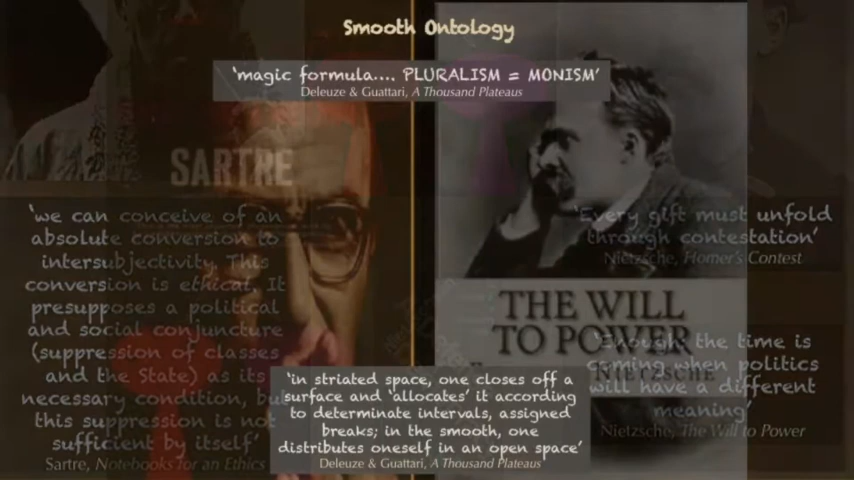 Smooth Ontology
'magic formula.... PLURALISM = MONISM'
Deleuze & Guattari, A Thousand Plateaus
SARTRE
'we can conceive of an
absolute conversion to
intersubjectivity. This
conversion is ethical. It
presupposes a political
and social conjuncture
(suppression of classes
and the State) as its
necessary condition, but
this suppression is not
sufficient by itself'
Sartre, Notebooks for an Ethics
'in striated space, one closes off a
surface and 'allocates' it according
to determinate intervals, assigned
breaks; in the smooth, one
distributes oneself in an open space'
Deleuze & Guattari, A Thousand Plateaus
'Every gift must unfold
through contestation'
Nietzsche, Homer's Contest
THE WILL
TO POWER
NIETZSCHE
'Enough: the time is
coming when politics
will have a different
meaning'
Nietzsche, The Will to Power